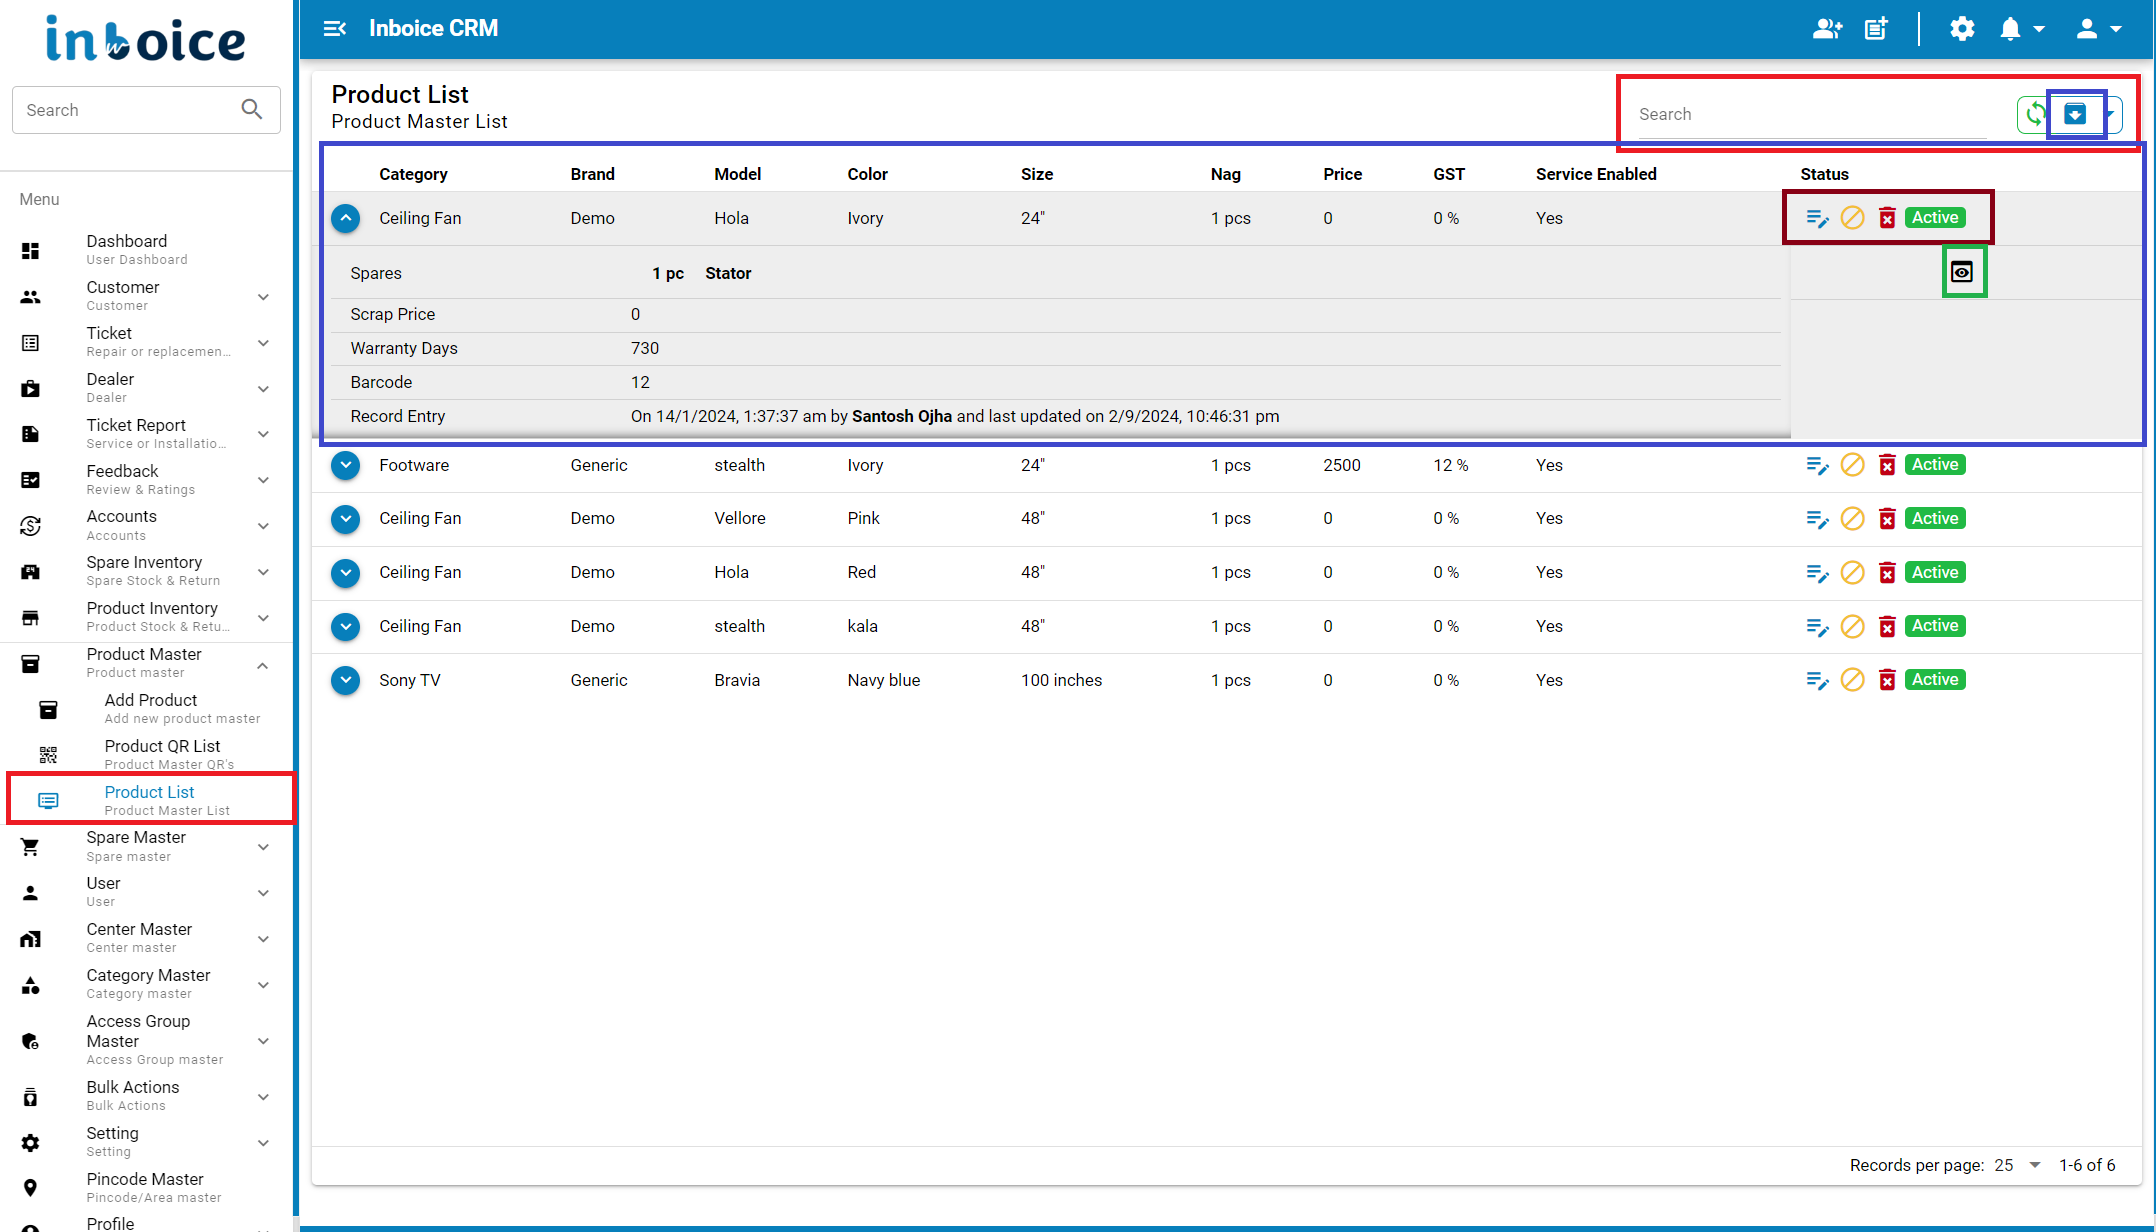 inboice
Search
Menu
Dashboard
User Dashboard
Customer
Customer
Ticket
Repair or replacemen...
Dealer
Dealer
Ticket Report
Service or Installatio...
Feedback
Review & Ratings
Accounts
Accounts
Spare Inventory
Spare Stock & Return
Product Inventory
Product Stock & Retu...
Product Master
Product master
Add Product
Add new product master
Product QR List
Product Master QR's
Product List
Product Master List
Spare Master
Spare master
User
User
Center Master
Center master
Category Master
Category master
Access Group
Master
Access Group master
Bulk Actions
Bulk Actions
Setting
Setting
Pincode Master
Pincode/Area master
Profile
Inboice CRM
Product List
Product Master List
Search
Category Brand Model Color Size Nag Price GST Service Enabled Status
Ceiling Fan Demo Hola Ivory 24" 1 pcs 0 0 % Yes Active
Spares 1 pc Stator
Scrap Price 0
Warranty Days 730
Barcode 12
Record Entry On 14/1/2024, 1:37:37 am by Santosh Ojha and last updated on 2/9/2024, 10:46:31 pm
Footware Generic stealth Ivory 24" 1 pcs 2500 12 % Yes Active
Ceiling Fan Demo Vellore Pink 48" 1 pcs 0 0 % Yes Active
Ceiling Fan Demo Hola Red 48" 1 pcs 0 0 % Yes Active
Ceiling Fan Demo stealth kala 48" 1 pcs 0 0 % Yes Active
Sony TV Generic Bravia Navy blue 100 inches 1 pcs 0 0 % Yes Active
Records per page: 25 1-6 of 6